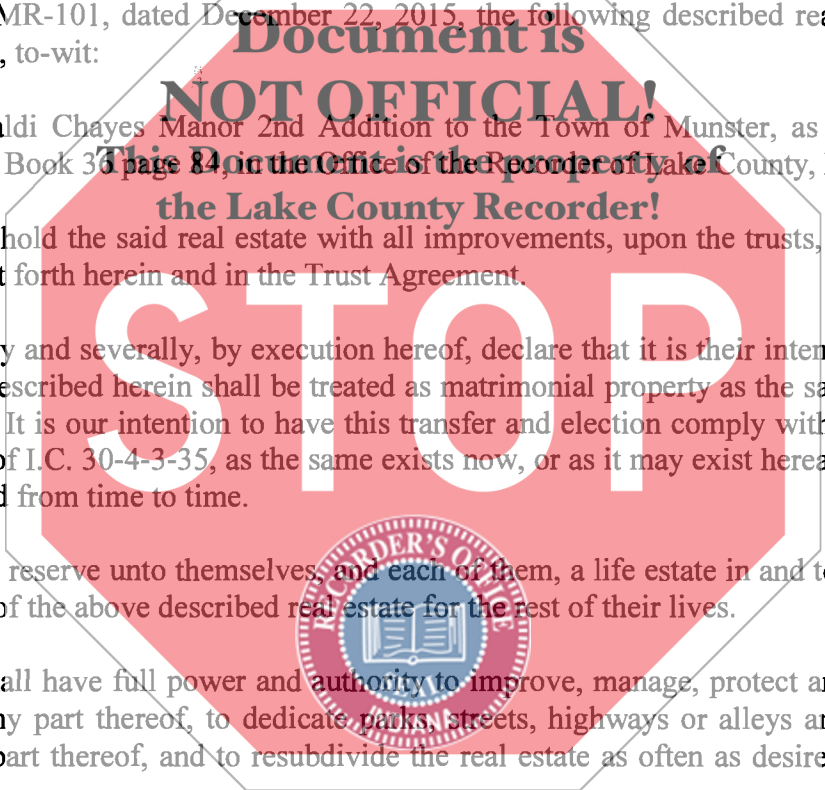 MR-101, dated December 22, 2015, the following described rea
, to-wit:
Document is
NOT OFFICIAL!
ldi Chayes Manor 2nd Addition to the Town of Munster, as
Book 36 page 84, in the Office of the Recorder of Lake County,
This Document is the property of
the Lake County Recorder!
hold the said real estate with all improvements, upon the trusts,
t forth herein and in the Trust Agreement.
STOP
y and severally, by execution hereof, declare that it is their inten
escribed herein shall be treated as matrimonial property as the sa
It is our intention to have this transfer and election comply with
of I.C. 30-4-3-35, as the same exists now, or as it may exist herea
d from time to time.
RECORDER'S OFFICE
INDIANA
reserve unto themselves, and each of them, a life estate in and to
of the above described real estate for the rest of their lives.
all have full power and authority to improve, manage, protect an
ny part thereof, to dedicate parks, streets, highways or alleys an
part thereof, and to resubdivide the real estate as often as desire